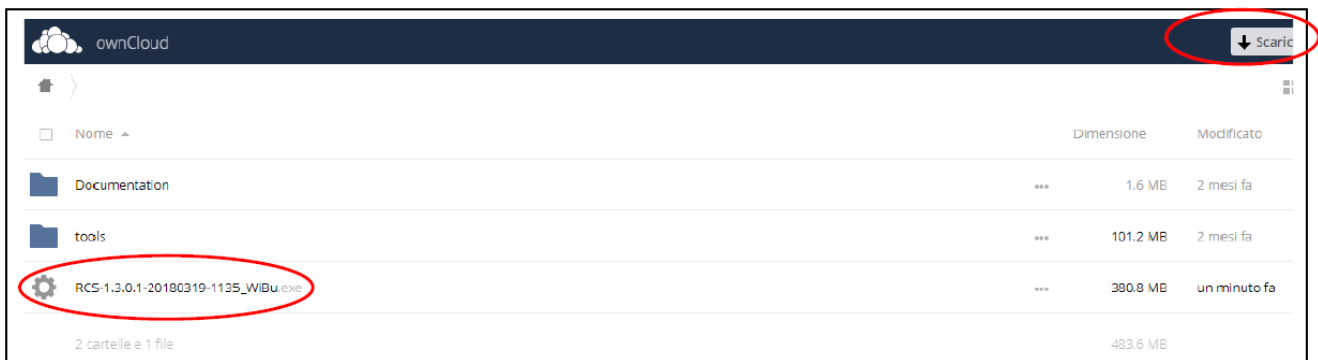 ownCloud
Scaric
Nome Dimensione Modificato
Documentation ... 1.6 MB 2 mesi fa
tools ... 101.2 MB 2 mesi fa
RCS-1.3.0.1-20180319-1135_WiBu.exe ... 380.8 MB un minuto fa
2 cartelle e 1 file 483.6 MB